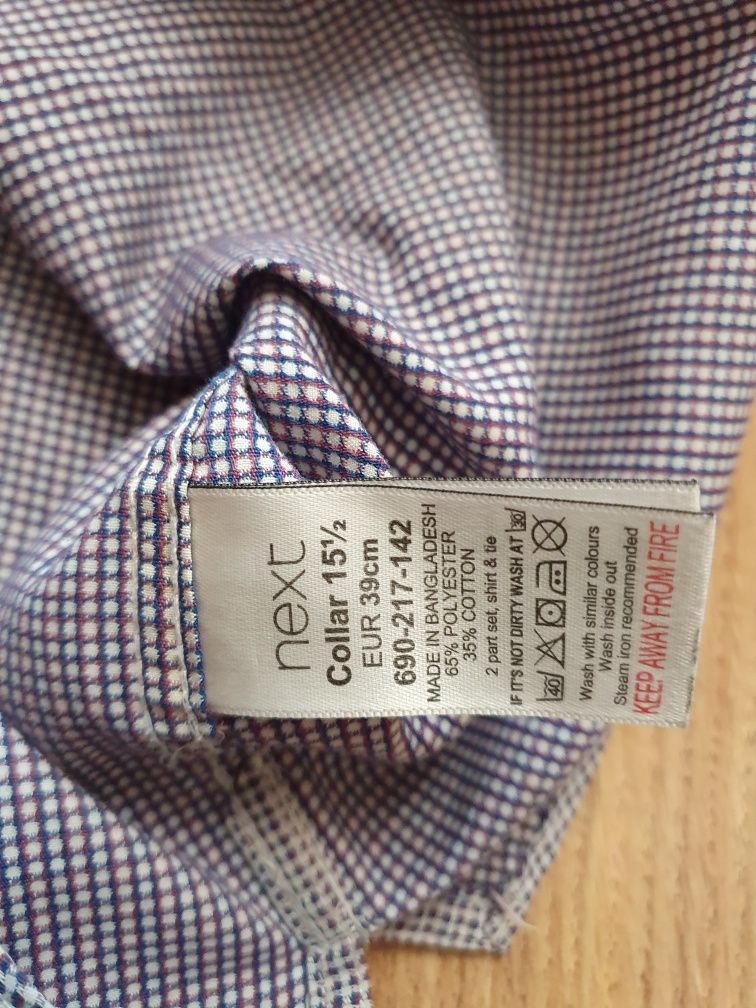 next
Collar 15½
EUR 39cm
690-217-142
MADE IN BANGLADESH
65% POLYESTER
35% COTTON
2 part set, shirt & tie
IF IT'S NOT DIRTY WASH AT 30
40
Wash with similar colours
Wash inside out
Steam iron recommended
KEEP AWAY FROM FIRE